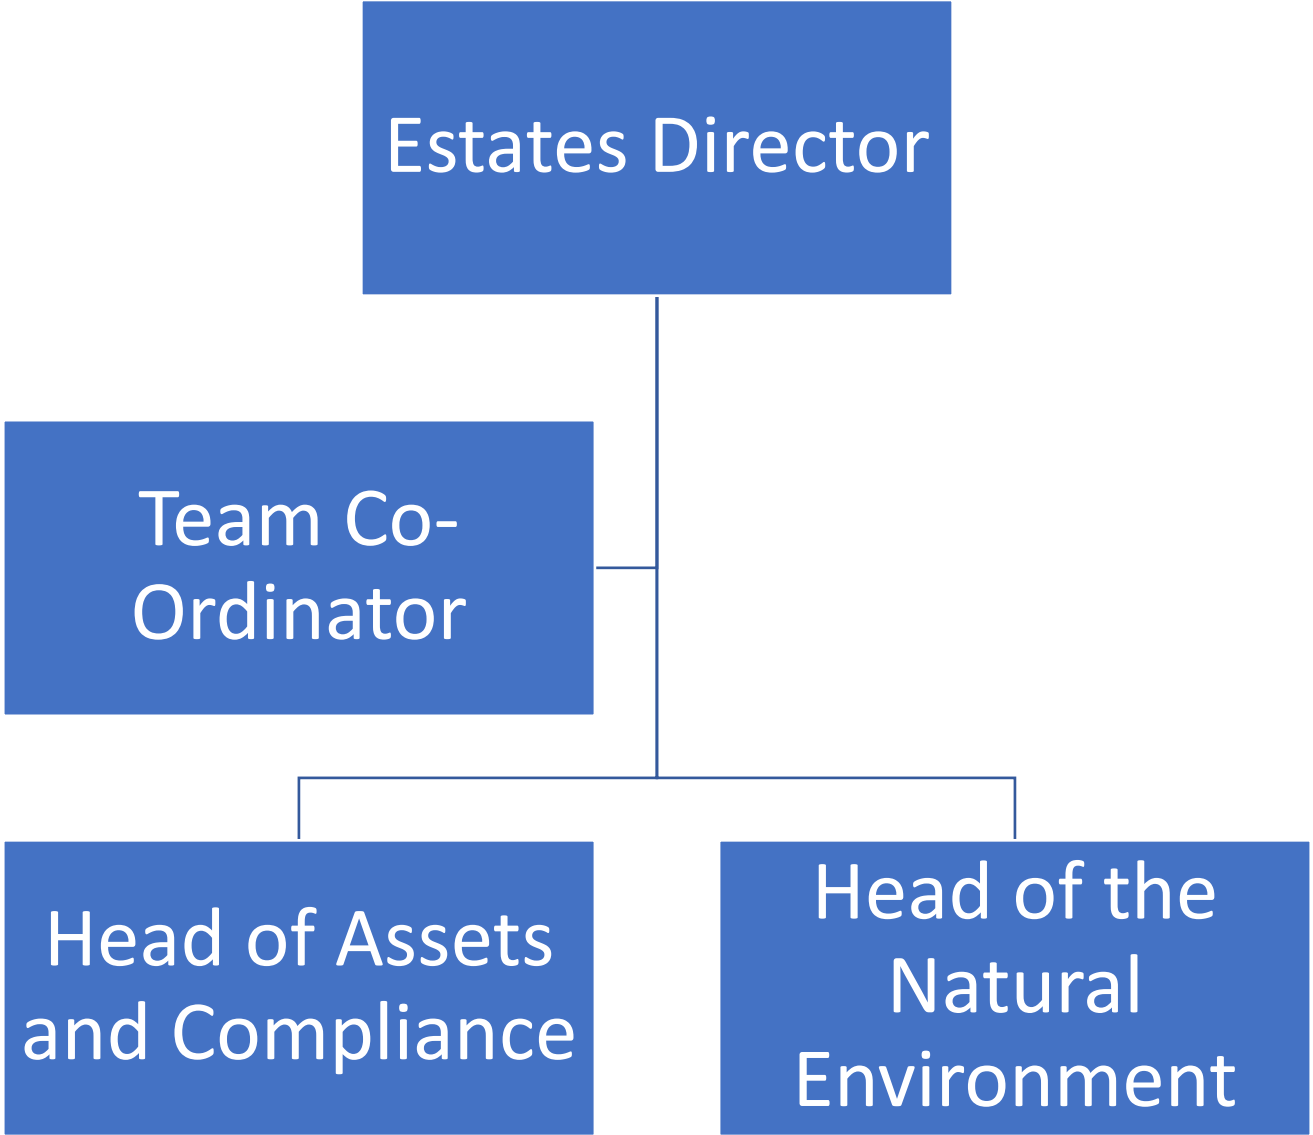 Estates Director
Team Co-
Ordinator
Head of Assets
and Compliance
Head of the
Natural
Environment